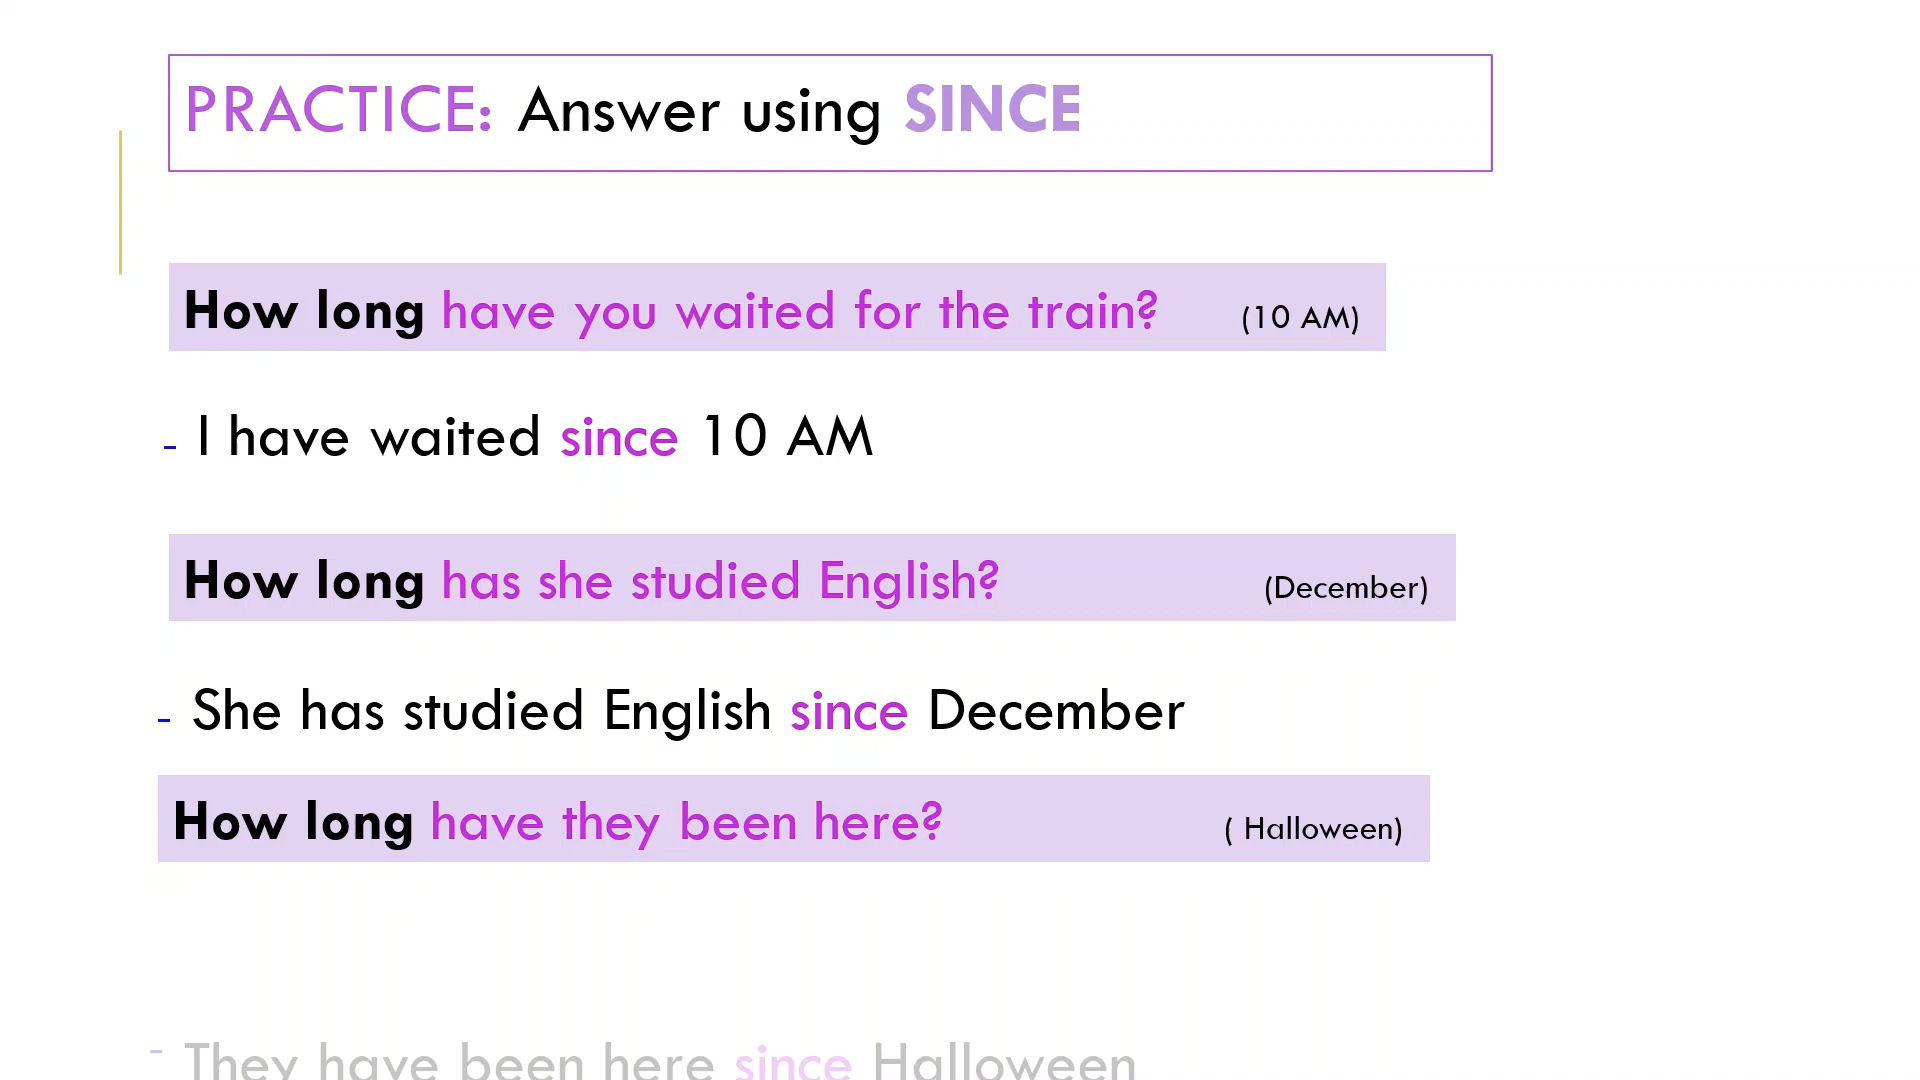 PRACTICE: Answer using SINCE
How long have you waited for the train? (10 AM)
- I have waited since 10 AM
How long has she studied English? (December)
- She has studied English since December
How long have they been here? ( Halloween)
- They have been here since Halloween